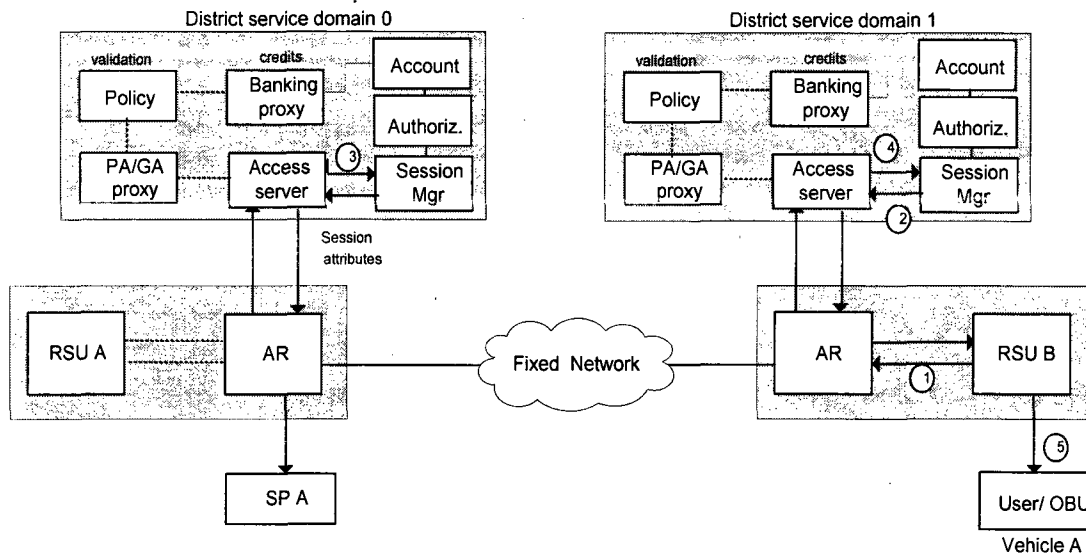 District service domain 0
validation
credits
Policy
Banking
proxy
Account
Authoriz.
PA/GA
proxy
Access
server
3
Session
Mgr
Session
attributes
RSU A
AR
SP A
Fixed Network
District service domain 1
validation
credits
Policy
Banking
proxy
Account
Authoriz.
PA/GA
proxy
Access
server
4
Session
Mgr
2
AR
1
RSU B
5
User/ OBU
Vehicle A